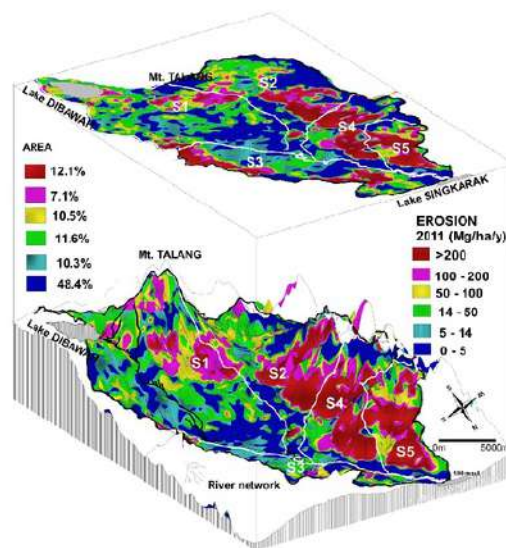 Mt. TALANG
S2
Lake DIBAWAH
S1
S4
S5
S3
Lake SINGKARAK
AREA
12.1%
7.1%
10.5%
11.6%
10.3%
48.4%
EROSION
2011 (Mg/ha/y)
>200
100 - 200
50 - 100
14 - 50
5 - 14
0 - 5
Mt. TALANG
Lake DIBAWAH
S1
S2
S4
S5
S3
River network
0m 5000m